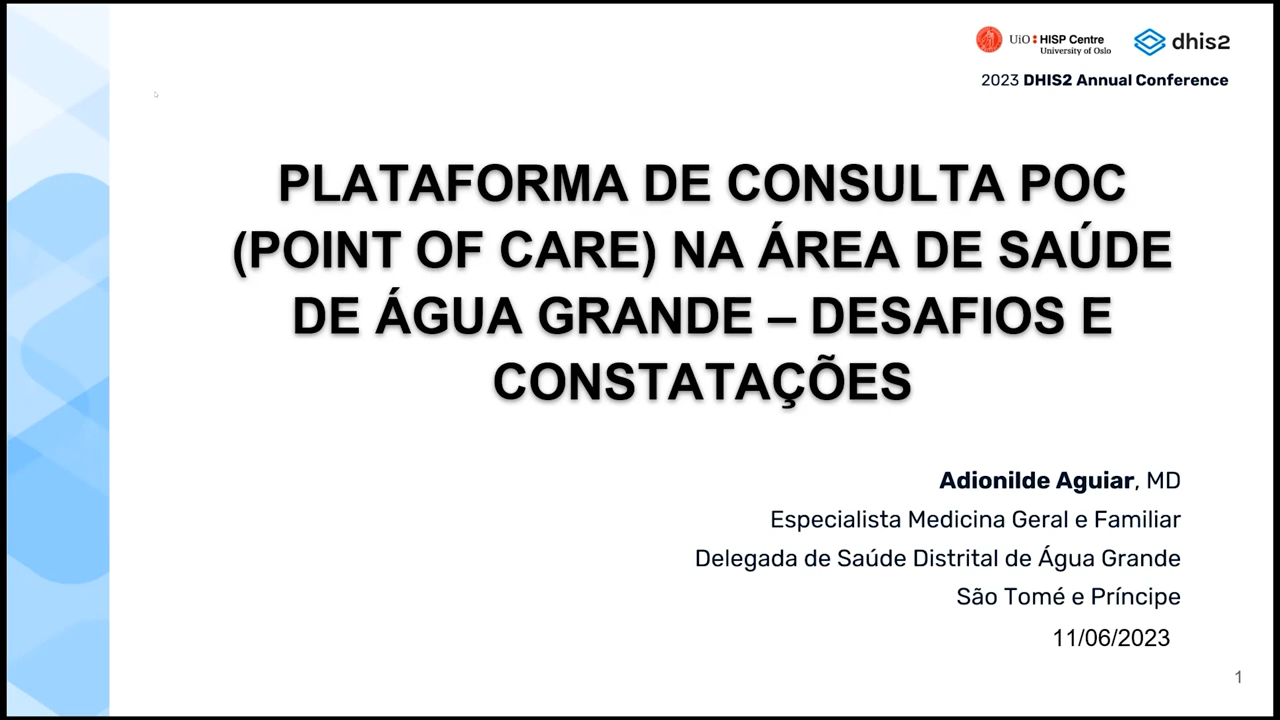 UiO: HISP Centre
University of Oslo
dhis2
2023 DHIS2 Annual Conference
PLATAFORMA DE CONSULTA POC
(POINT OF CARE) NA ÁREA DE SAÚDE
DE ÁGUA GRANDE – DESAFIOS E
CONSTATAÇÕES
Adionilde Aguiar, MD
Especialista Medicina Geral e Familiar
Delegada de Saúde Distrital de Água Grande
São Tomé e Príncipe
11/06/2023
1